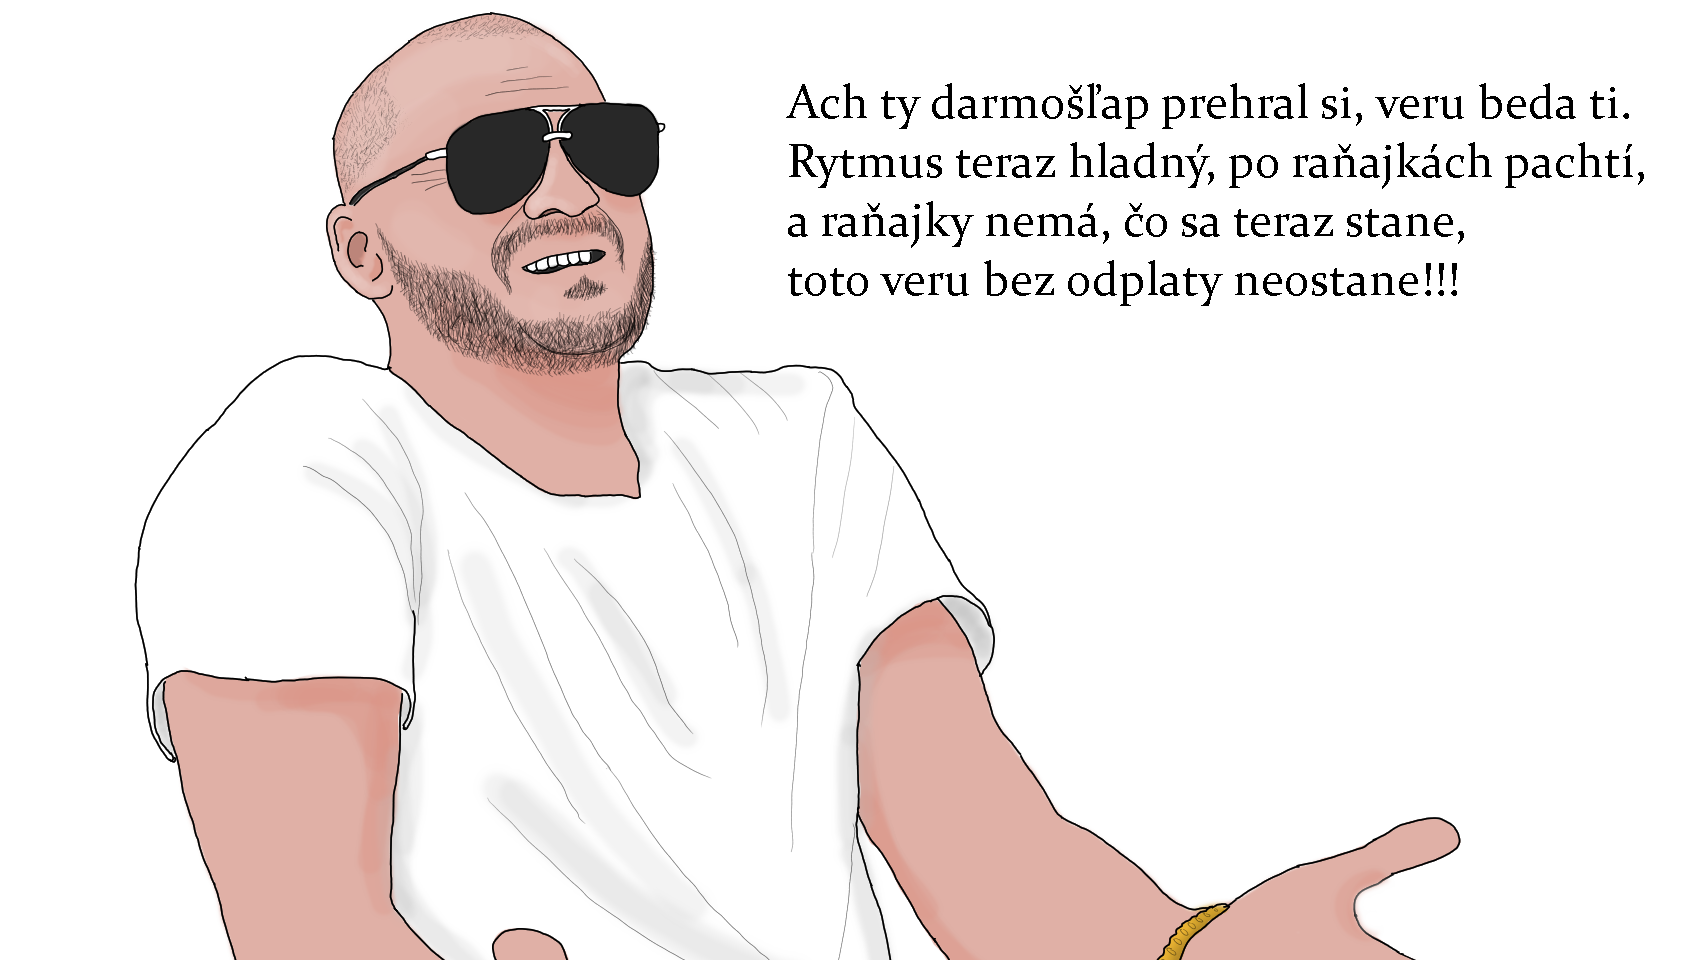 Ach ty darmošľap prehral si, veru beda ti.
Rytmus teraz hladný, po raňajkách pachtí,
a raňajky nemá, čo sa teraz stane,
toto veru bez odplaty neostane!!!